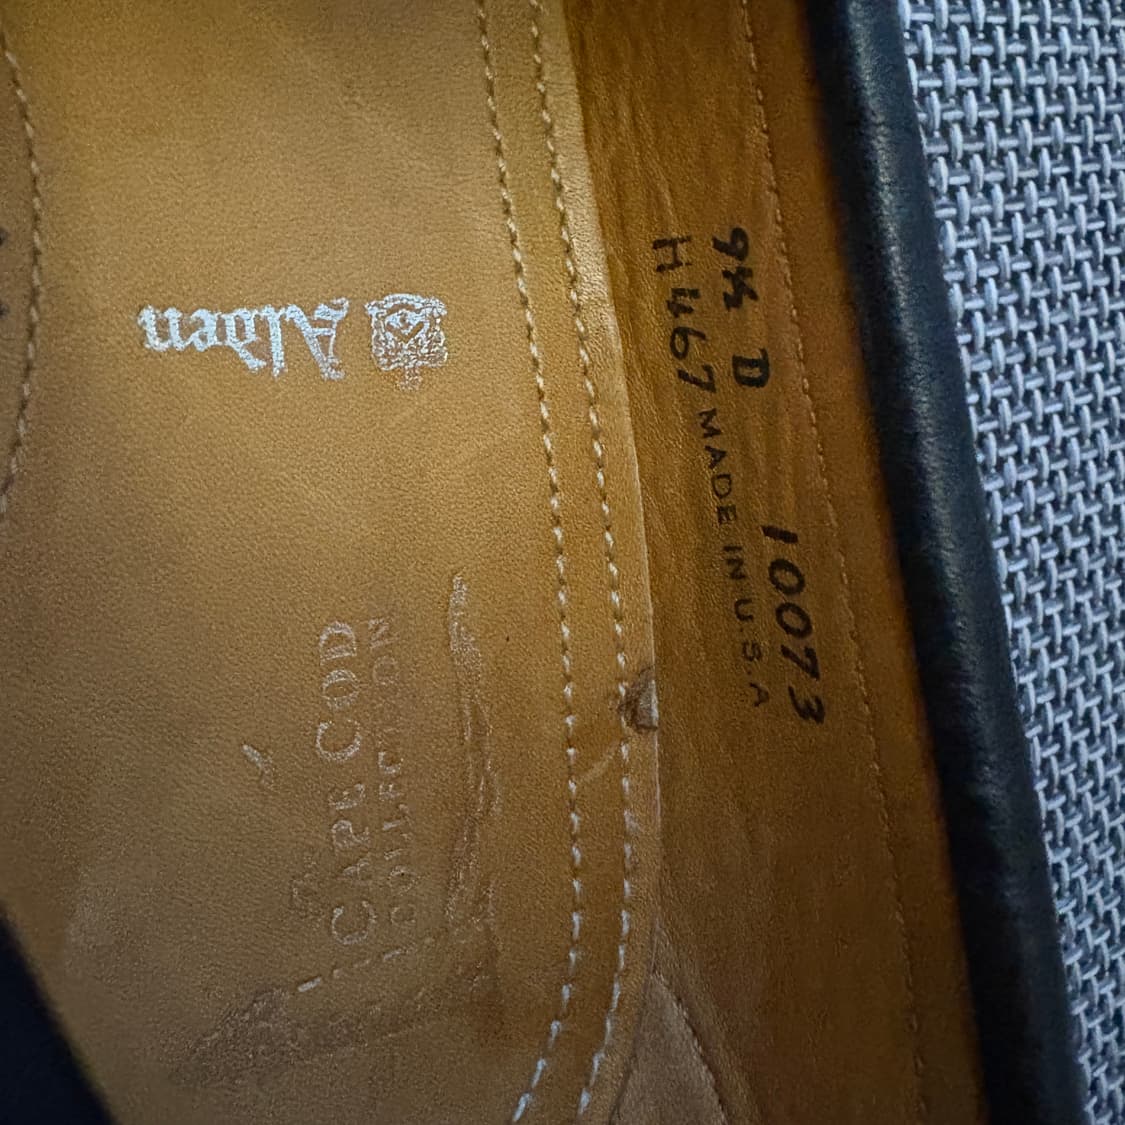 Alden
CAPE COD
COLLECTION
9½ D 10073
H467 MADE IN U.S.A